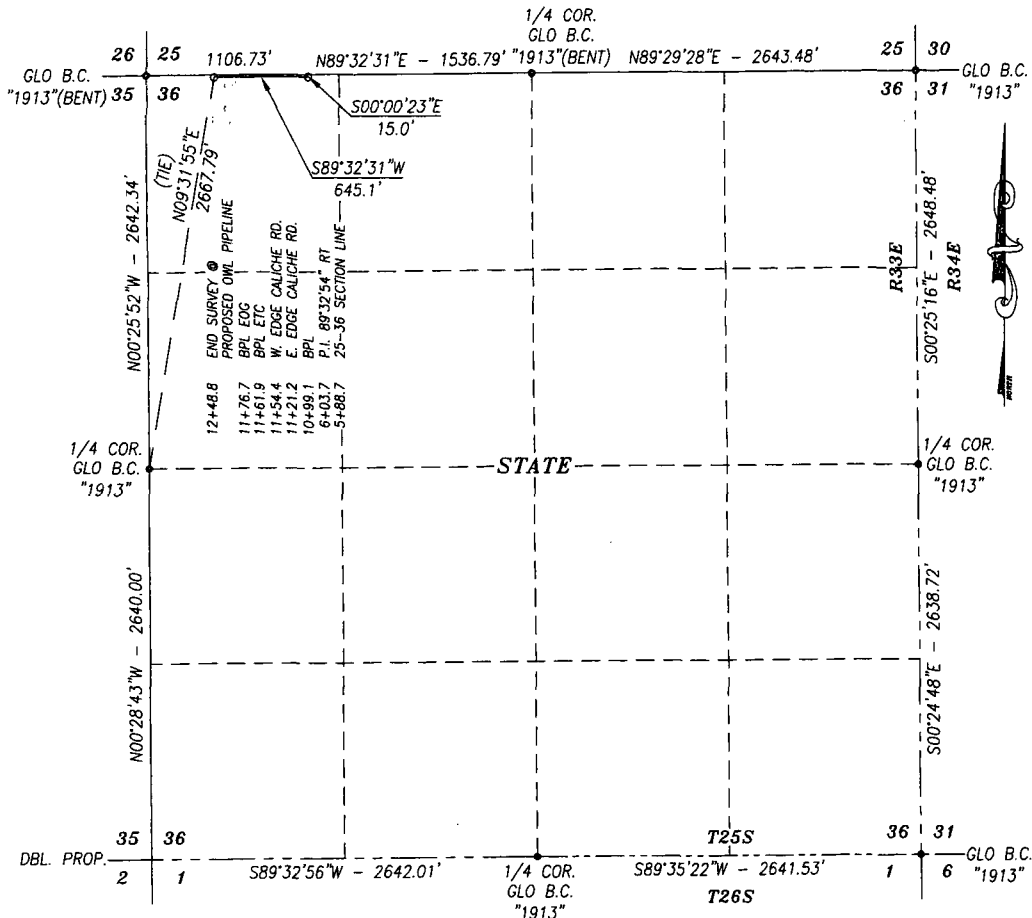 1/4 COR.
GLO B.C.
"1913"(BENT)
26 25
1106.73'
N89°32'31"E - 1536.79'
N89°29'28"E - 2643.48'
25 30
GLO B.C.
"1913"(BENT)
35 36
36 31
GLO B.C.
"1913"
S00°00'23"E
15.0'
S89°32'31"W
645.1'
(TIE)
N09°31'55"E
2667.79'
N00°25'52"W - 2642.34'
12+48.8 END SURVEY @
PROPOSED OWL PIPELINE
11+76.7 BPL EOG
11+61.9 BPL ETC
11+54.4 W. EDGE CALICHE RD.
11+21.2 E. EDGE CALICHE RD.
10+99.1 BPL
6+03.7 P.I. 89°32'54" RT
5+88.7 25-36 SECTION LINE
R33E
R34E
S00°25'16"E - 2648.48'
NORTH
1/4 COR.
GLO B.C.
"1913"
STATE
1/4 COR.
GLO B.C.
"1913"
N00°28'43"W - 2640.00'
S00°24'48"E - 2638.72'
35 36
T25S
36 31
DBL. PROP.
2 1
S89°32'56"W - 2642.01'
1/4 COR.
GLO B.C.
"1913"
S89°35'22"W - 2641.53'
T26S
1 6
GLO B.C.
"1913"